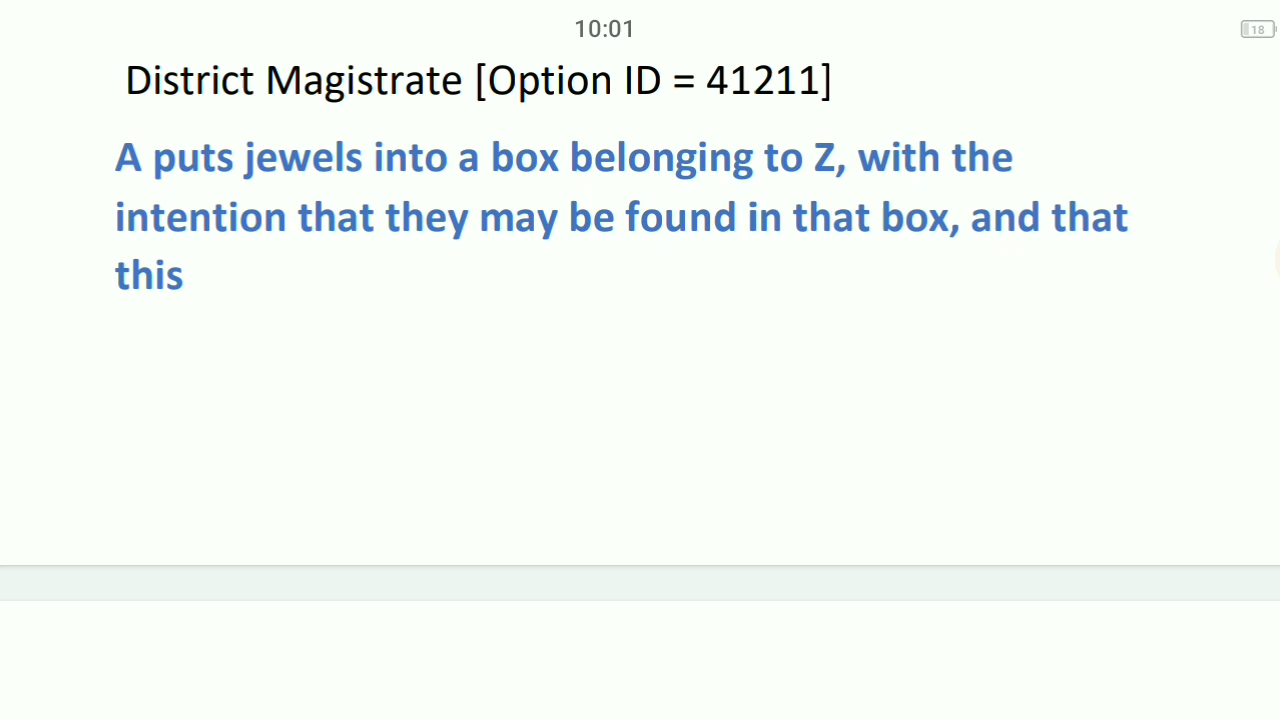 10:01
18
District Magistrate [Option ID = 41211]
A puts jewels into a box belonging to Z, with the
intention that they may be found in that box, and that
this